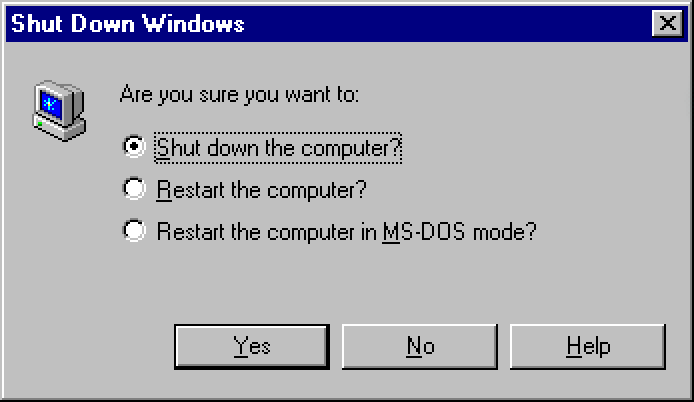 Shut Down Windows
Are you sure you want to:
Shut down the computer?
Restart the computer?
Restart the computer in MS-DOS mode?
Yes No Help